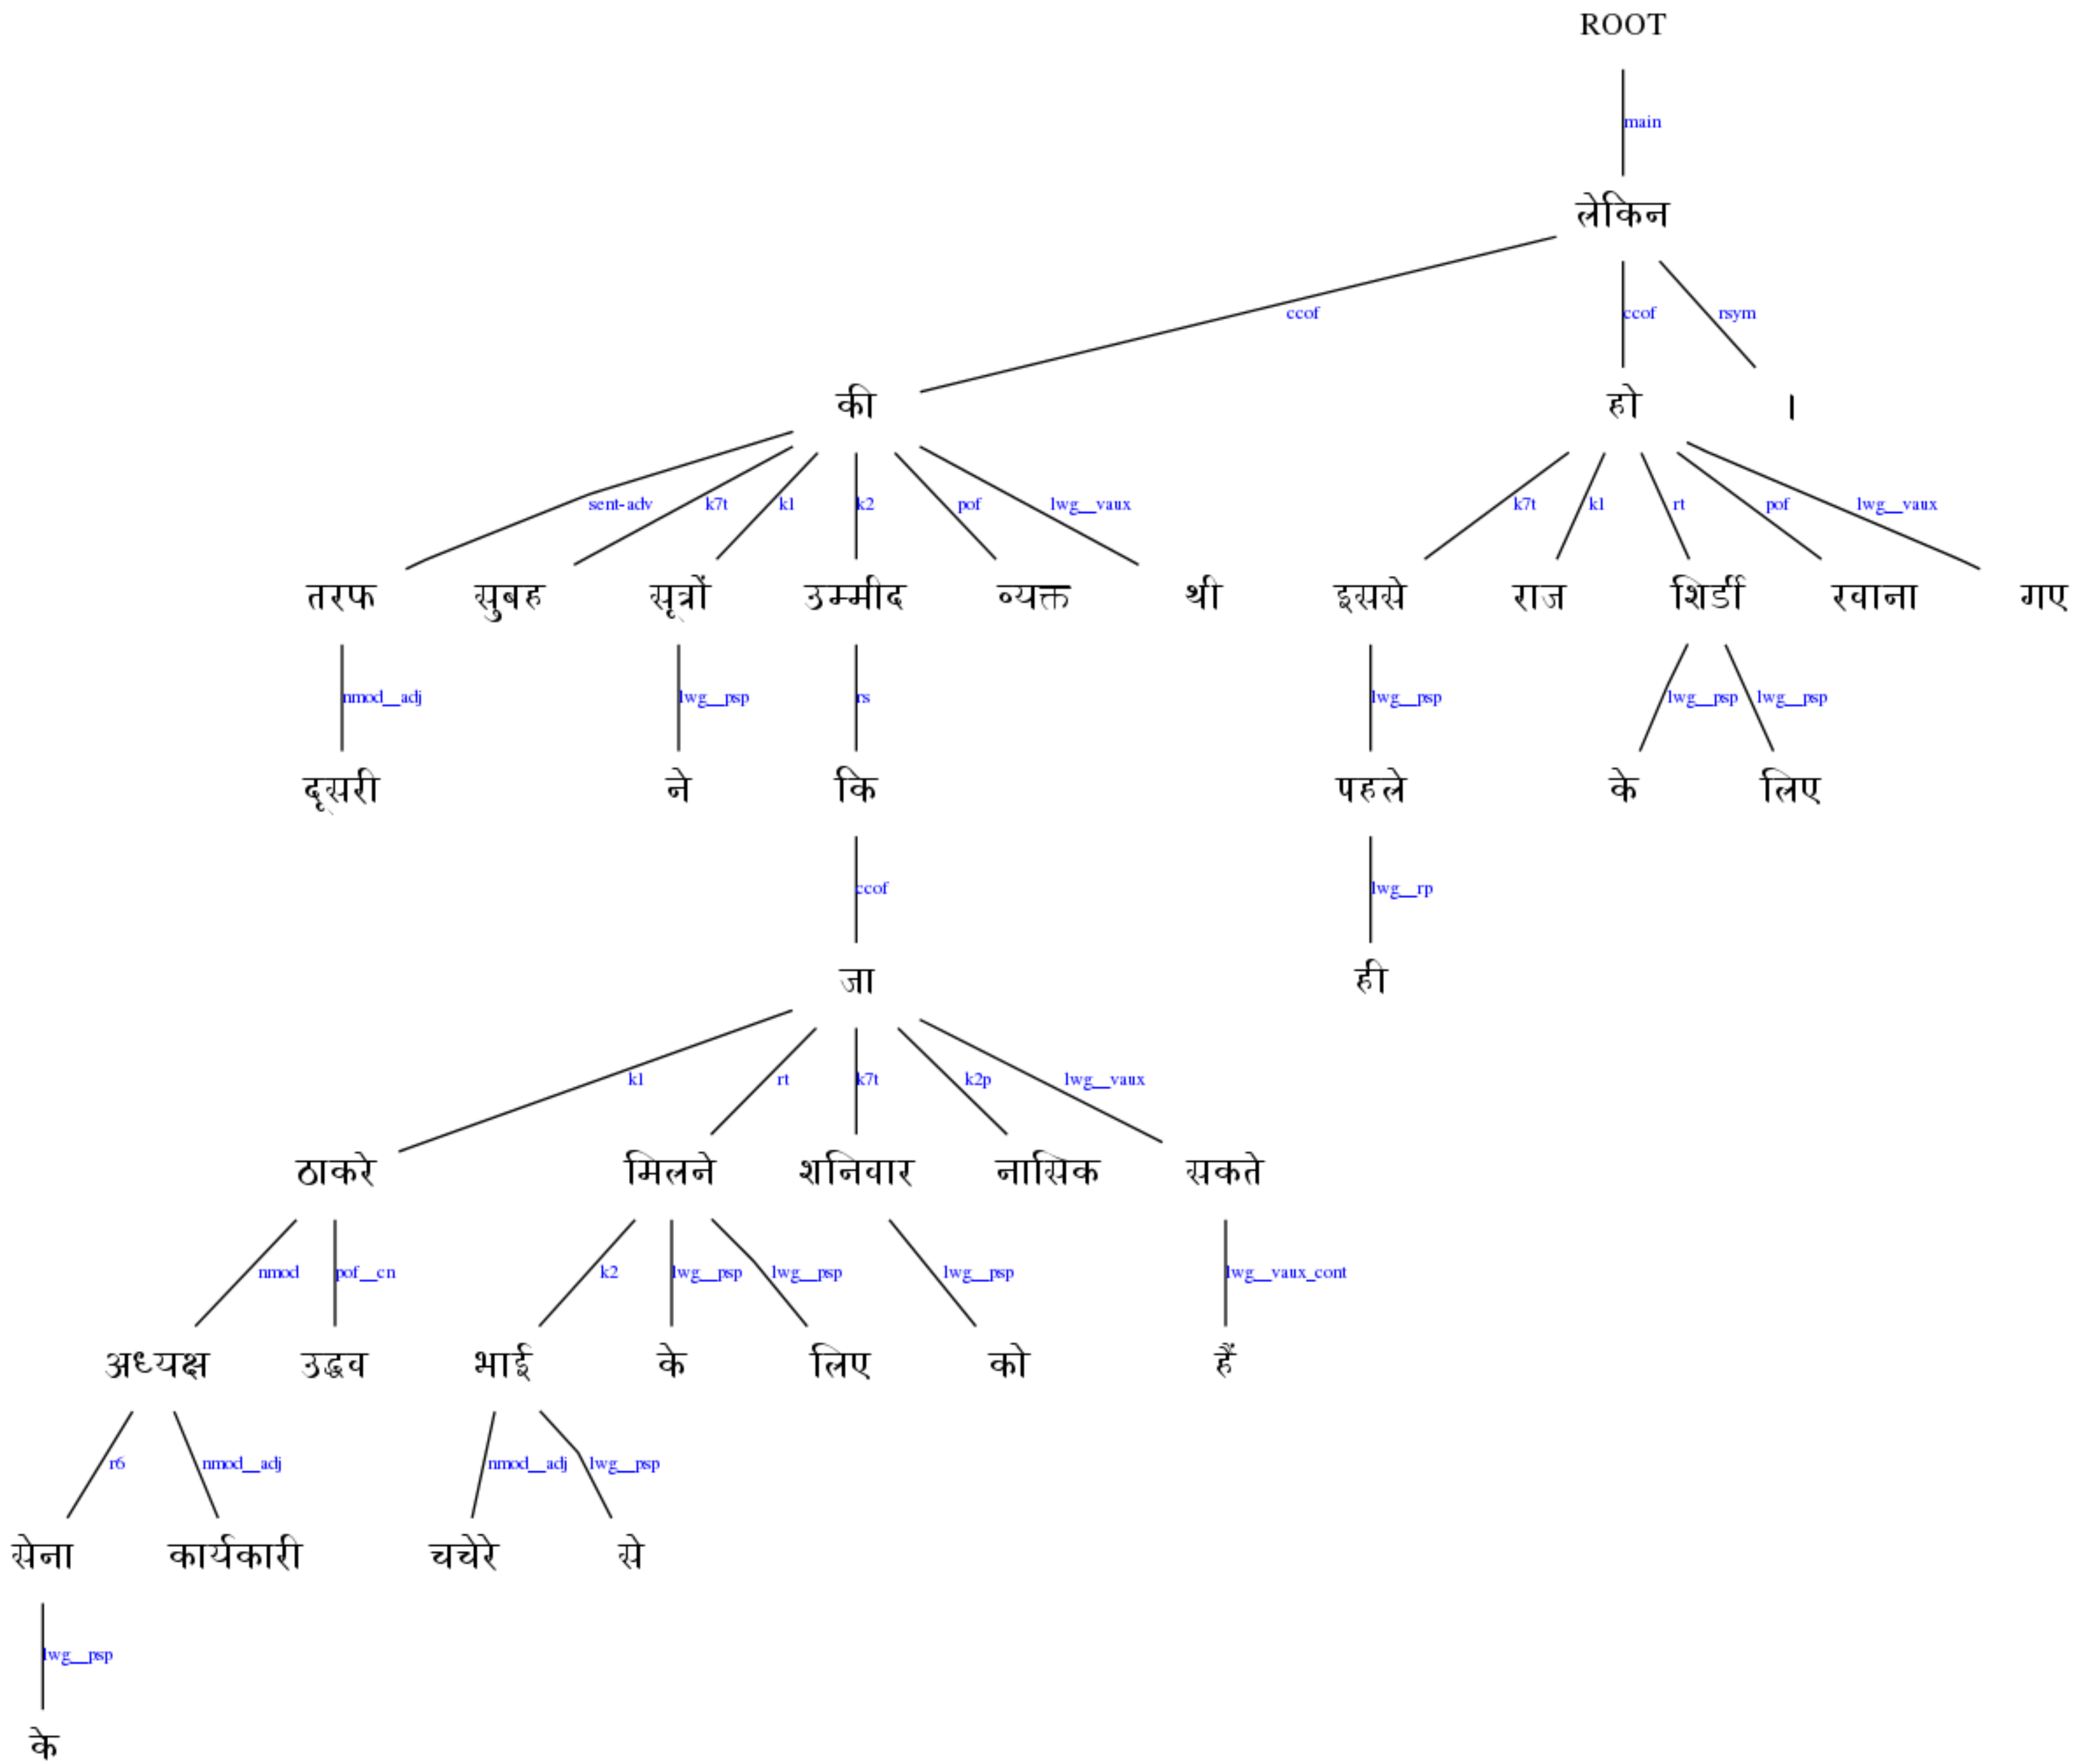 ROOT
main
लेकिन
ccof ccof rsym
की हो ।
sent-adv k7t k1 k2 pof lwg__vaux k7t k1 rt pof lwg__vaux
तरफ सुबह सूत्रों उम्मीद व्यक्त थी इससे राज शिर्डी रवाना गए
nmod__adj lwg__psp rs lwg__psp lwg__psp lwg__psp
दूसरी ने कि पहले के लिए
ccof lwg__rp
जा ही
k1 rt k7t k2p lwg__vaux
ठाकरे मिलने शनिवार नासिक सकते
nmod pof__cn k2 lwg__psp lwg__psp lwg__psp lwg__vaux_cont
अध्यक्ष उद्धव भाई के लिए को हैं
r6 nmod__adj nmod__adj lwg__psp
सेना कार्यकारी चचेरे से
lwg__psp
के